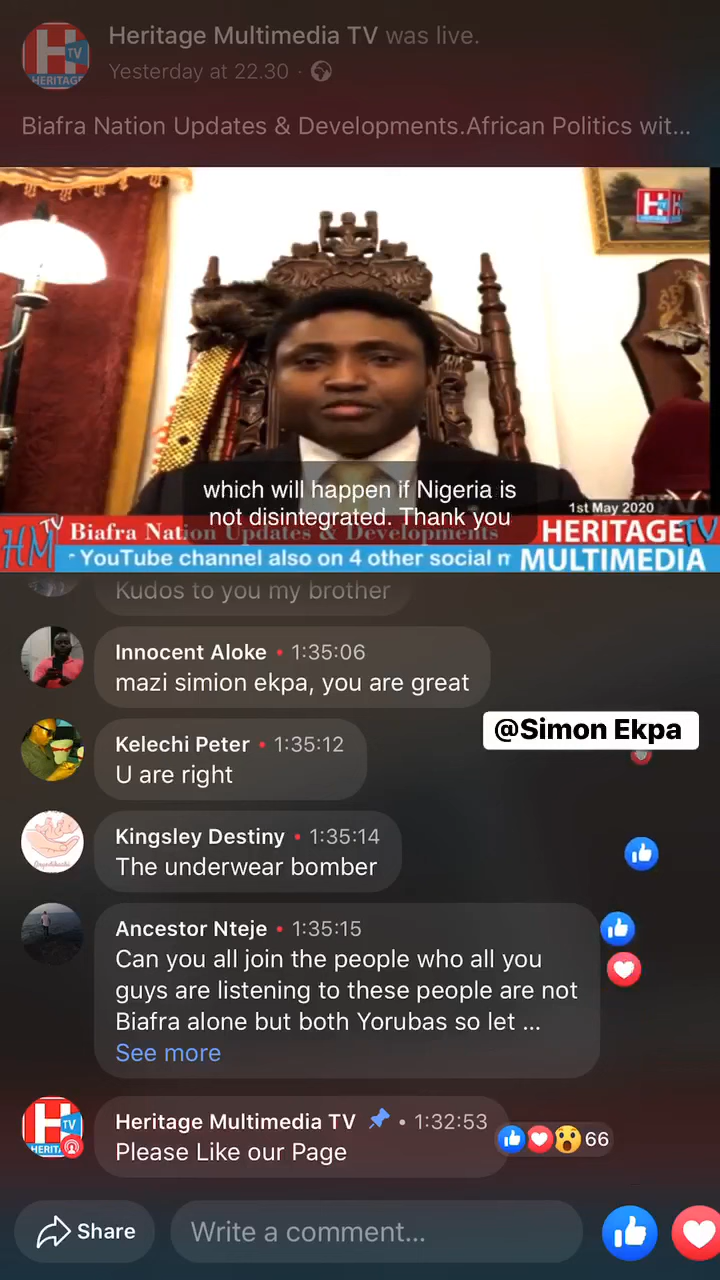 TV
HERITAGE
Heritage Multimedia TV was live.
Yesterday at 22.30 ·
Biafra Nation Updates & Developments.African Politics wit...
which will happen if Nigeria is
not disintegrated. Thank you
1st May 2020
HM TV
Biafra Nation Updates & Developments
HERITAGE TV
- YouTube channel also on 4 other social m
MULTIMEDIA
Kudos to you my brother
Innocent Aloke • 1:35:06
mazi simion ekpa, you are great
@Simon Ekpa
Kelechi Peter • 1:35:12
U are right
Kingsley Destiny • 1:35:14
The underwear bomber
Ancestor Nteje • 1:35:15
Can you all join the people who all you
guys are listening to these people are not
Biafra alone but both Yorubas so let ...
See more
TV
Heritage Multimedia TV • 1:32:53
Please Like our Page
66
Share
Write a comment...